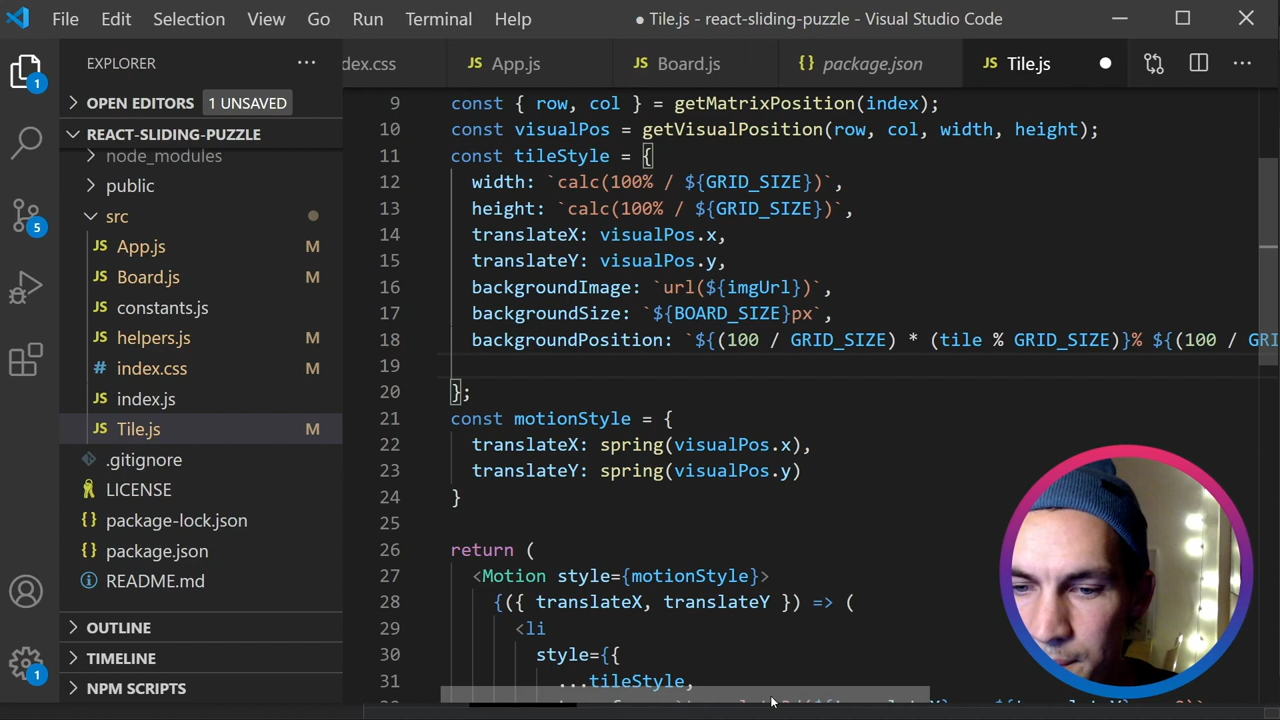 File Edit Selection View Go Run Terminal Help
● Tile.js - react-sliding-puzzle - Visual Studio Code
EXPLORER ···
dex.css
JS App.js
JS Board.js
{} package.json
JS Tile.js
1
OPEN EDITORS 1 UNSAVED
REACT-SLIDING-PUZZLE
node_modules
public
src
JS App.js M
JS Board.js M
constants.js
JS helpers.js M
# index.css M
index.js
JS Tile.js M
.gitignore
LICENSE
package-lock.json
package.json
README.md
OUTLINE
TIMELINE
NPM SCRIPTS
5
1
9 const { row, col } = getMatrixPosition(index);
10 const visualPos = getVisualPosition(row, col, width, height);
11 const tileStyle = {
12 width: `calc(100% / ${GRID_SIZE})`,
13 height: `calc(100% / ${GRID_SIZE})`,
14 translateX: visualPos.x,
15 translateY: visualPos.y,
16 backgroundImage: `url(${imgUrl})`,
17 backgroundSize: `${BOARD_SIZE}px`,
18 backgroundPosition: `${(100 / GRID_SIZE) * (tile % GRID_SIZE)}% ${(100 / GRI
19
20 };
21 const motionStyle = {
22 translateX: spring(visualPos.x),
23 translateY: spring(visualPos.y)
24 }
25
26 return (
27 <Motion style={motionStyle}>
28 {({ translateX, translateY }) => (
29 <li
30 style={{
31 ...tileStyle,